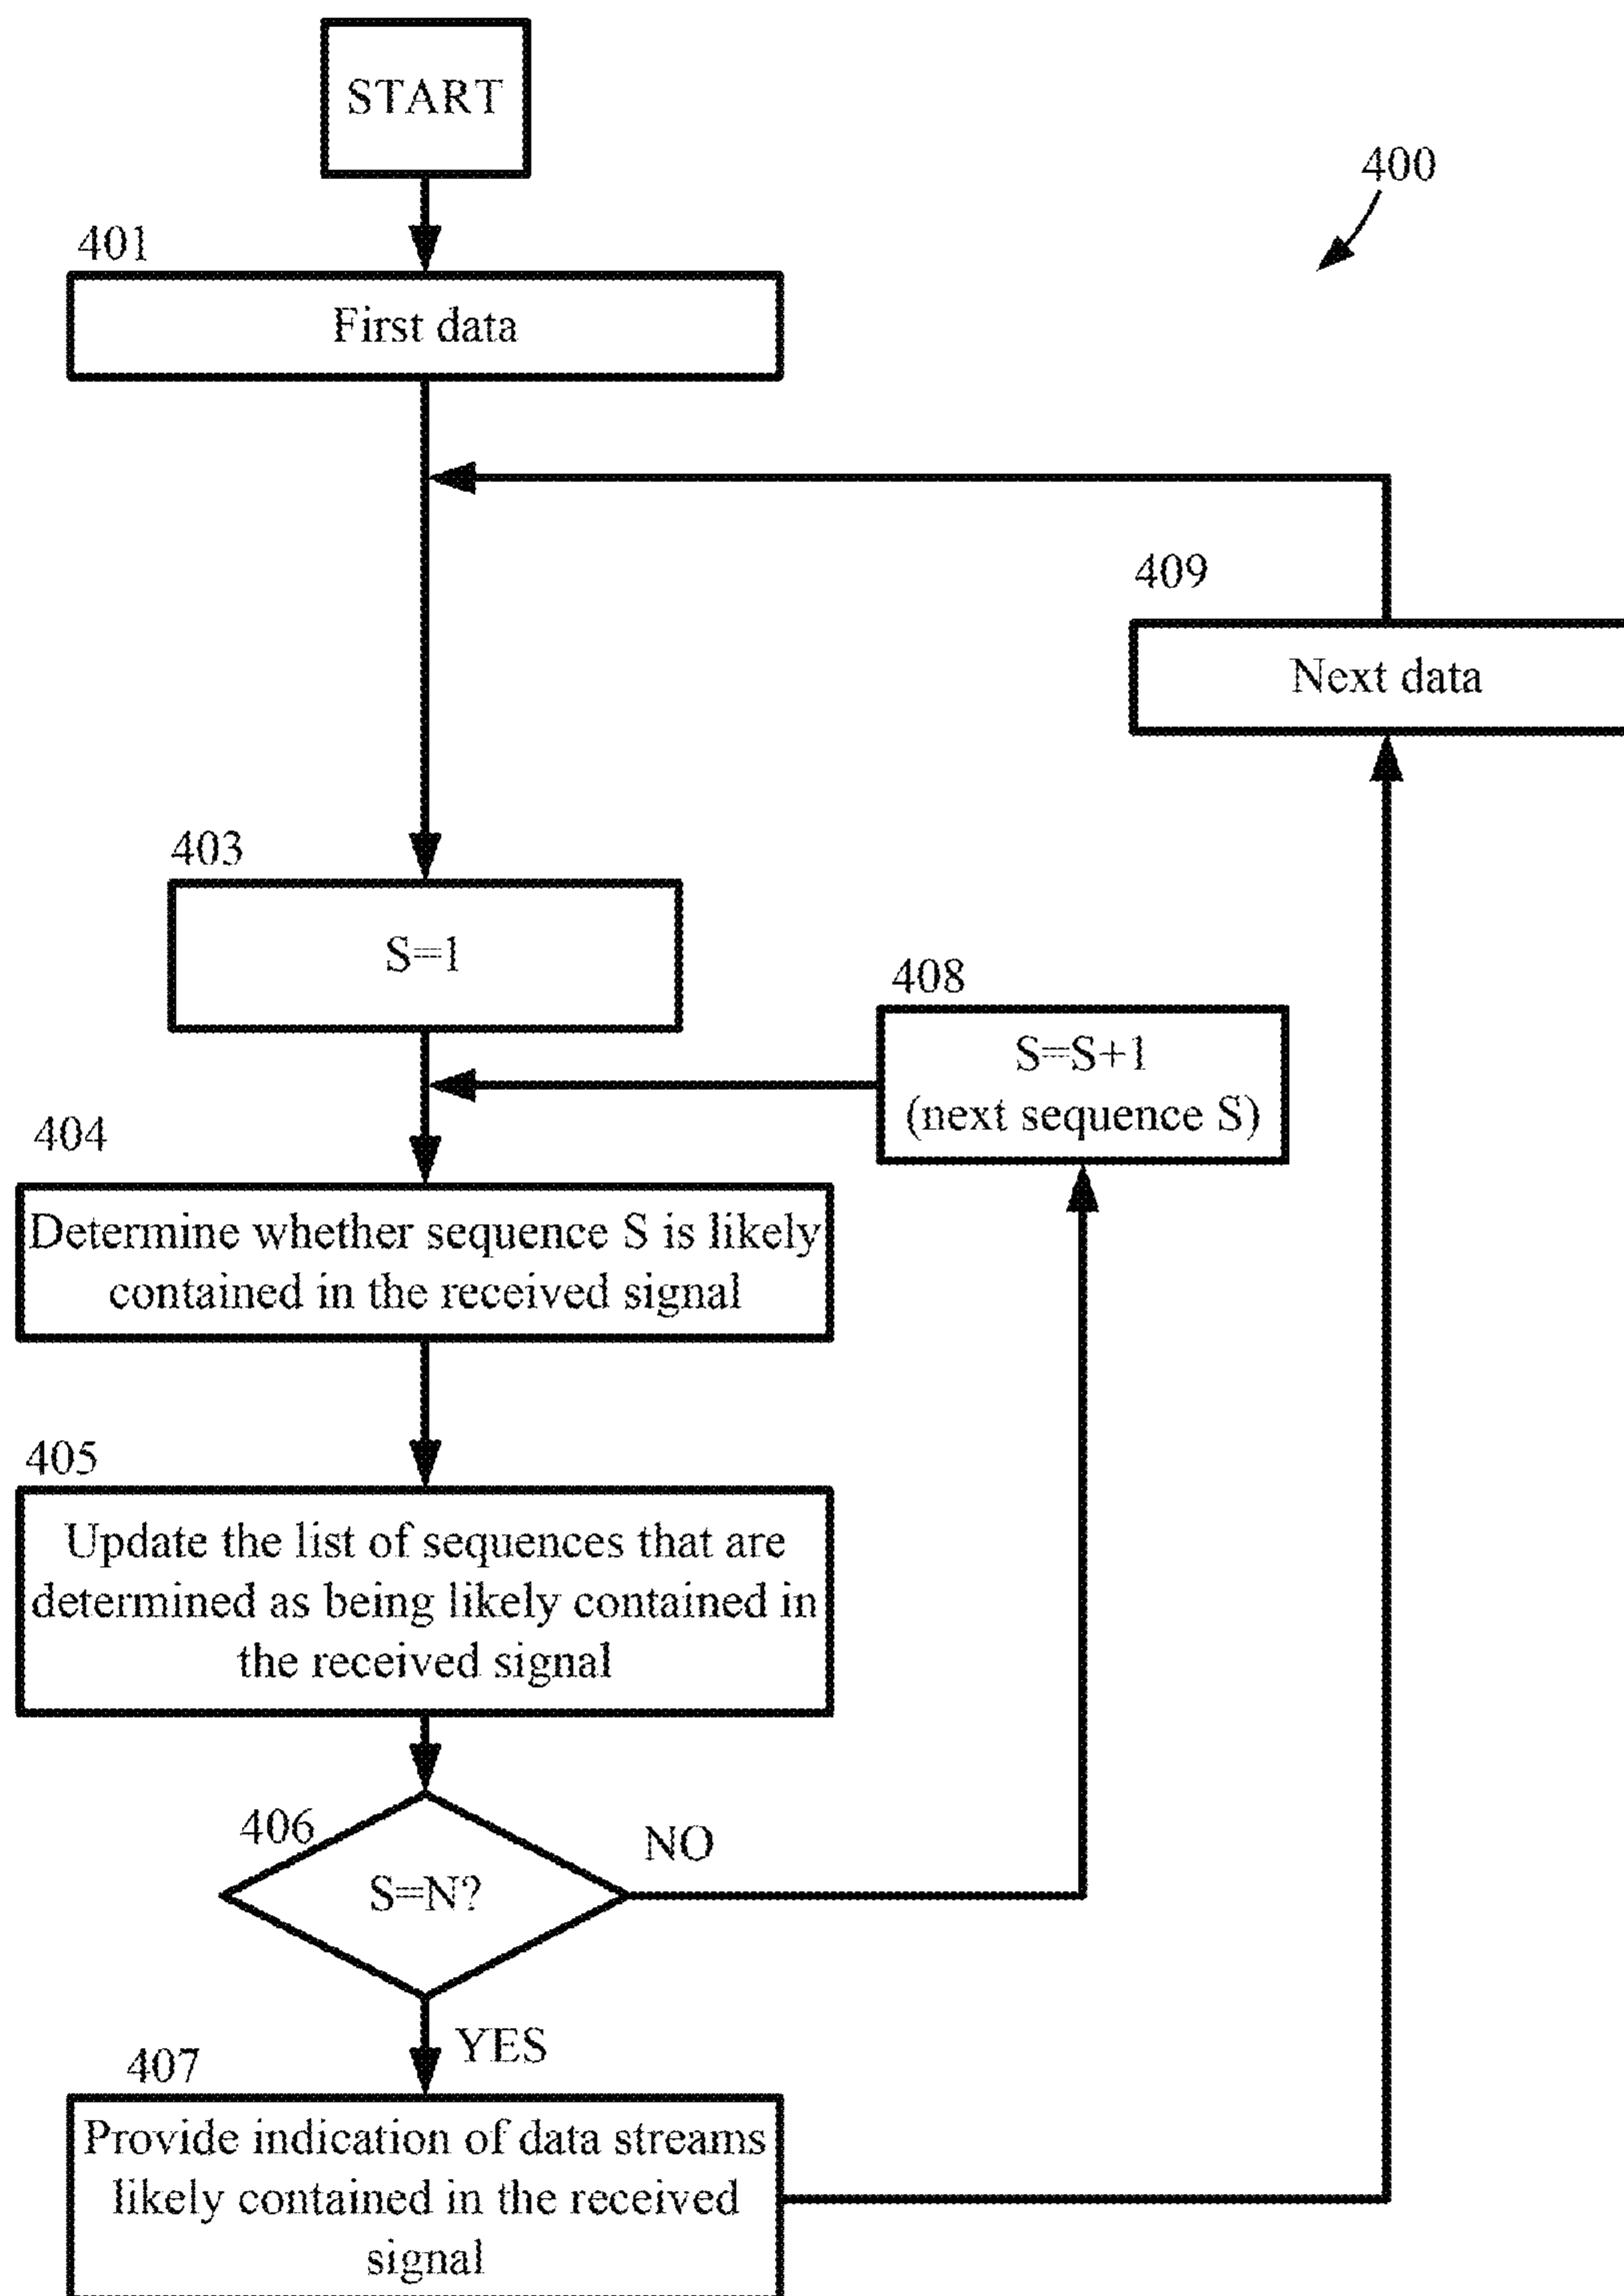 START
400
401
First data
409
Next data
403
S=1
408
S=S+1
(next sequence S)
404
Determine whether sequence S is likely
contained in the received signal
405
Update the list of sequences that are
determined as being likely contained in
the received signal
406
S=N?
NO
YES
407
Provide indication of data streams
likely contained in the received
signal